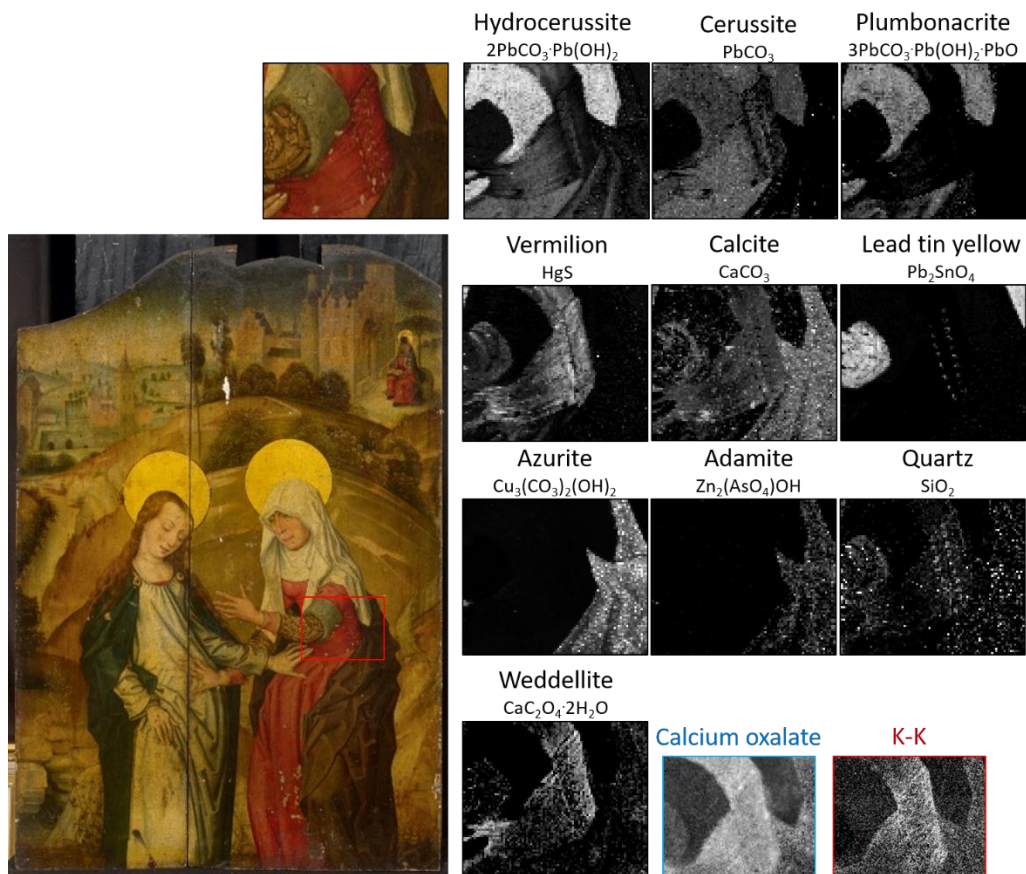 Hydrocerussite
2PbCO₃·Pb(OH)₂
Cerussite
PbCO₃
Plumbonacrite
3PbCO₃·Pb(OH)₂·PbO
Vermilion
HgS
Calcite
CaCO₃
Lead tin yellow
Pb₂SnO₄
Azurite
Cu₃(CO₃)₂(OH)₂
Adamite
Zn₂(AsO₄)OH
Quartz
SiO₂
Weddellite
CaC₂O₄·2H₂O
Calcium oxalate
K-K